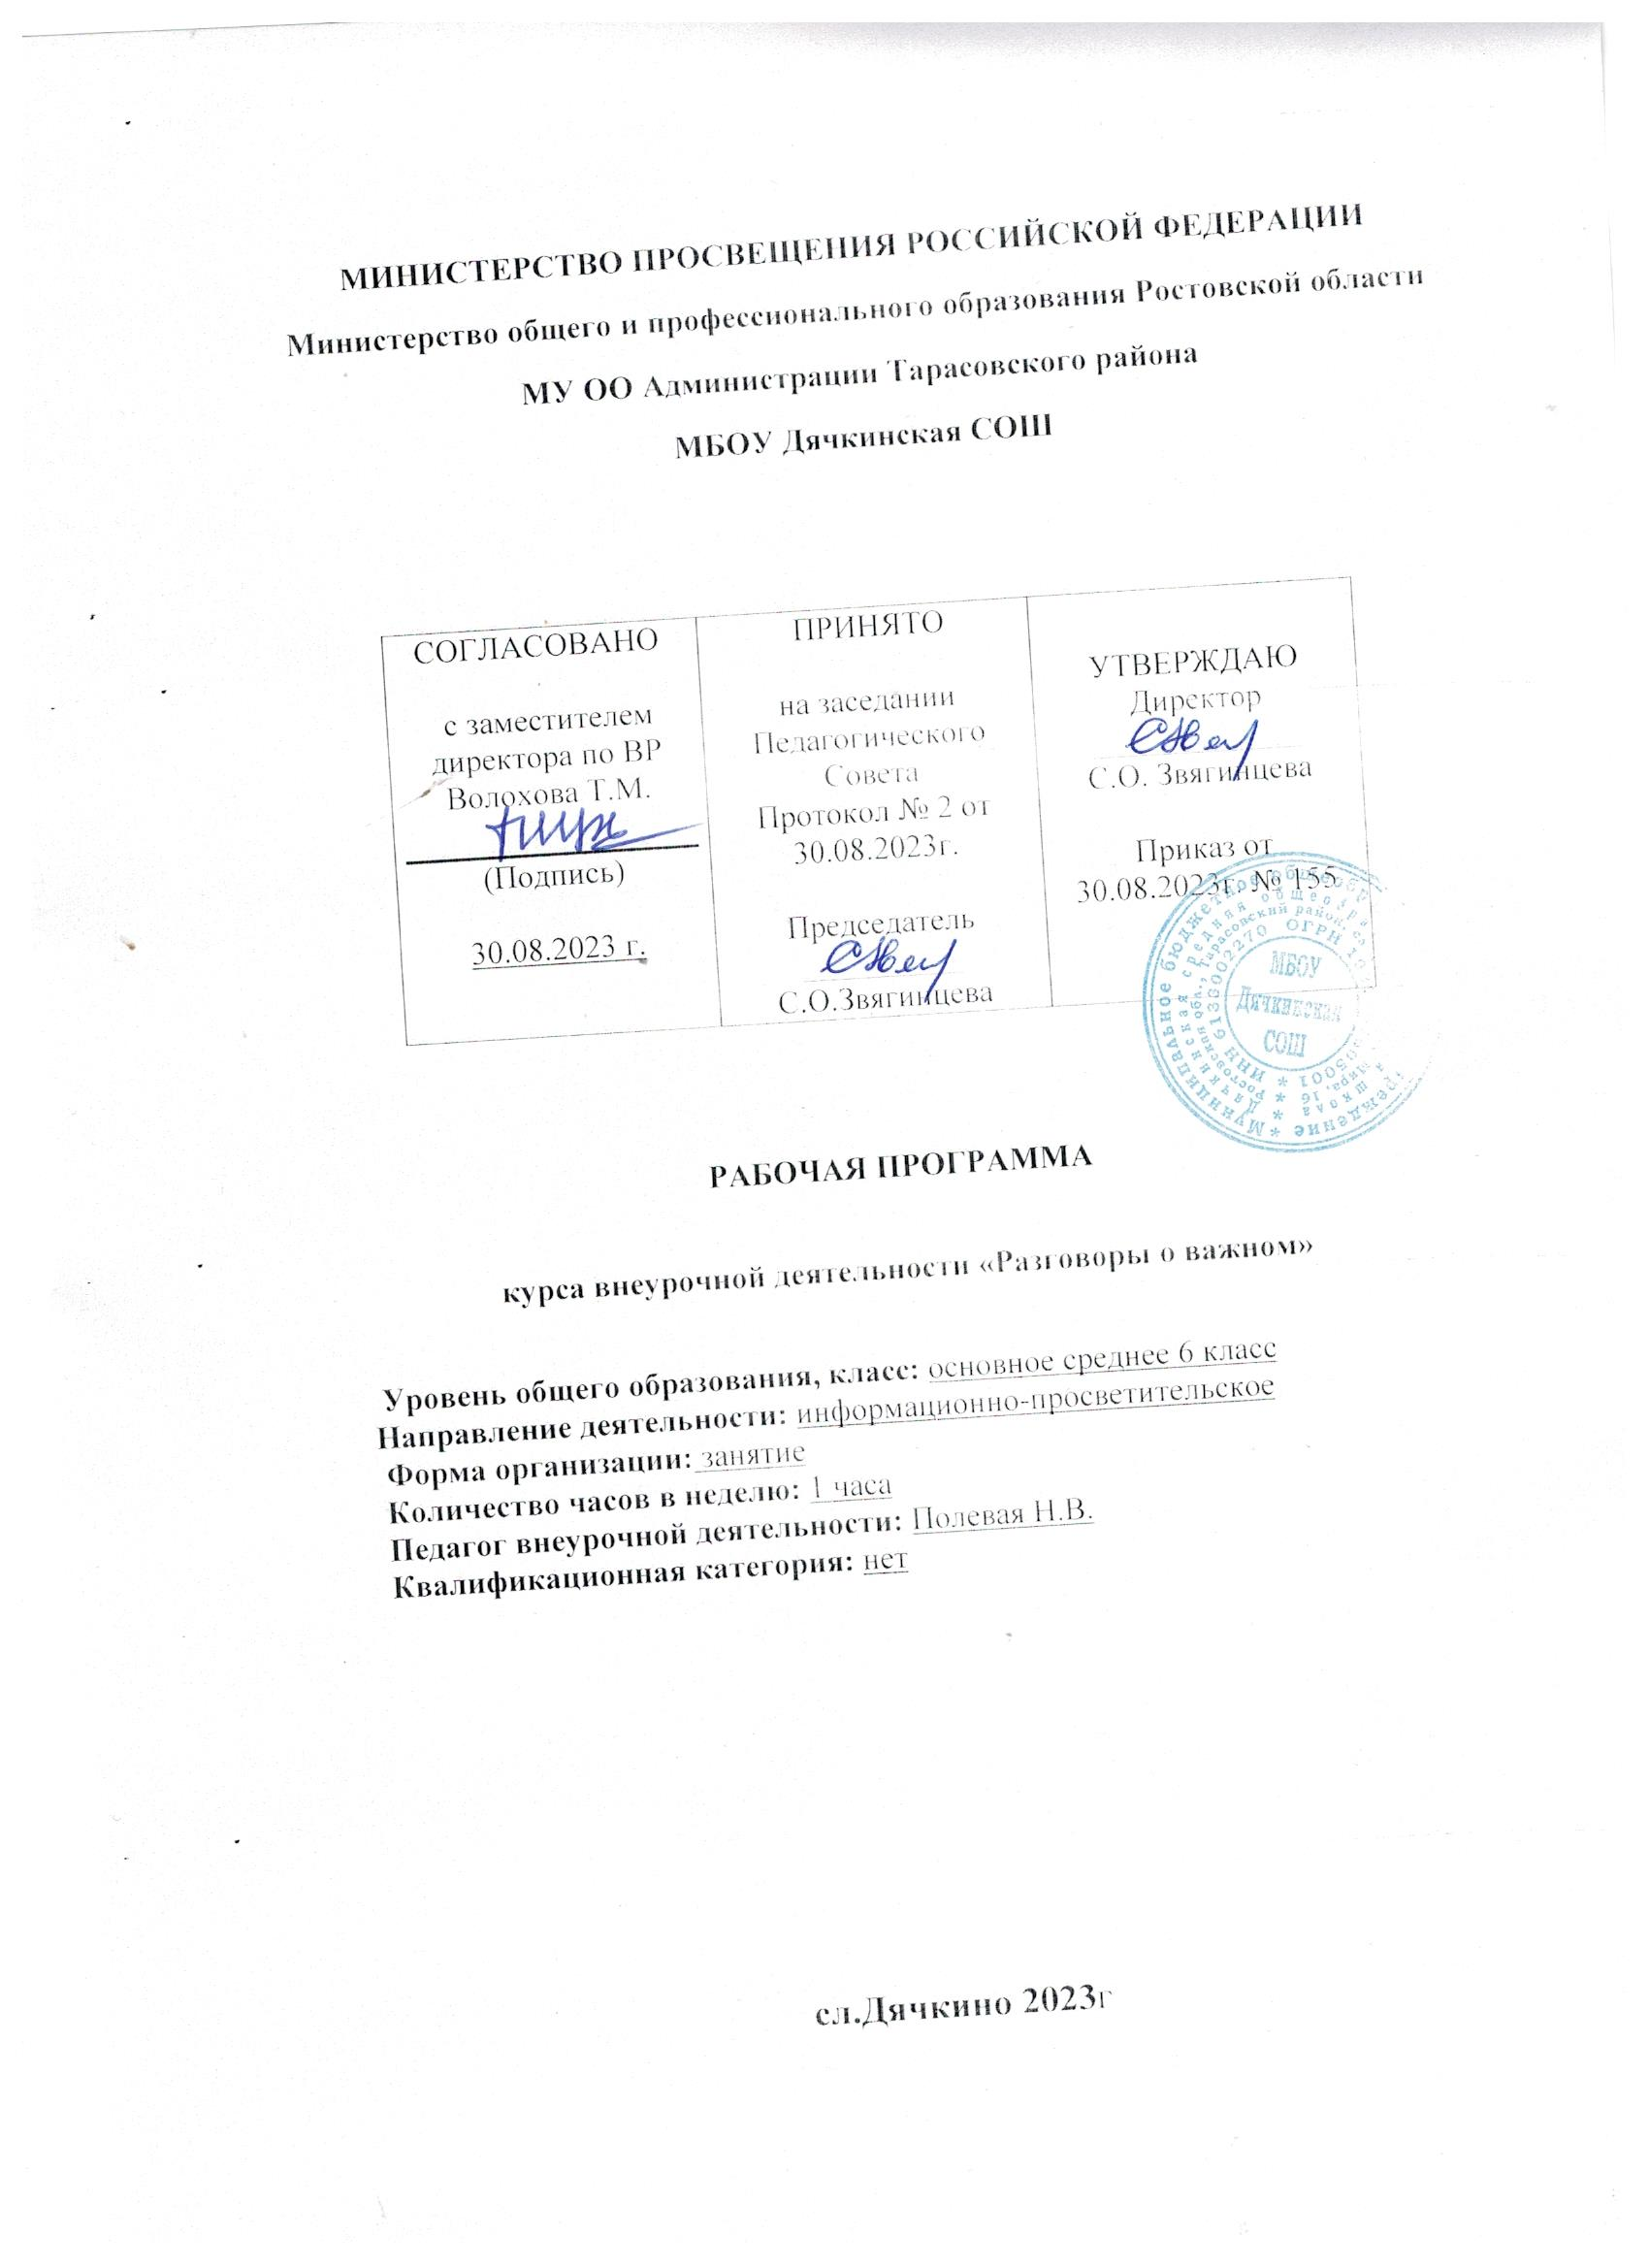 МИНИСТЕРСТВО ПРОСВЕЩЕНИЯ РОССИЙСКОЙ ФЕДЕРАЦИИ
Министерство общего и профессионального образования Ростовской области
МУ ОО Администрации Тарасовского района
МБОУ Дячкинская СОШ
СОГЛАСОВАНО
с заместителем
директора по ВР
Волохова Т.М.
(Подпись)
30.08.2023 г.
ПРИНЯТО
на заседании
Педагогического
Совета
Протокол № 2 от
30.08.2023г.
Председатель
С.О.Звягинцева
УТВЕРЖДАЮ
Директор
С.О. Звягинцева
Приказ от
30.08.2023г. № 155
МБОУ
Дячкинская
СОШ
РАБОЧАЯ ПРОГРАММА
курса внеурочной деятельности «Разговоры о важном»
Уровень общего образования, класс: основное среднее 6 класс
Направление деятельности: информационно-просветительское
Форма организации: занятие
Количество часов в неделю: 1 часа
Педагог внеурочной деятельности: Полевая Н.В.
Квалификационная категория: нет
сл.Дячкино 2023г